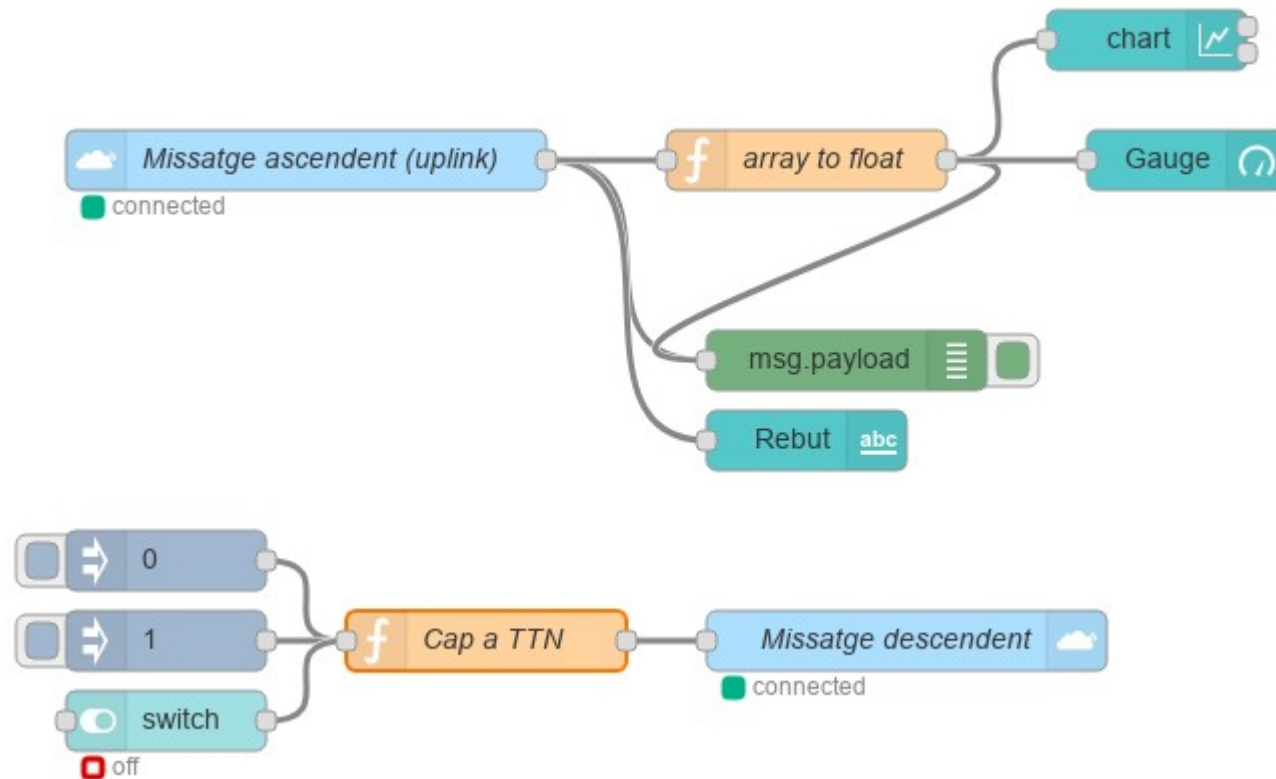 chart
Missatge ascendent (uplink)
array to float
Gauge
connected
msg.payload
Rebut
abc
0
1
Cap a TTN
Missatge descendent
connected
switch
off